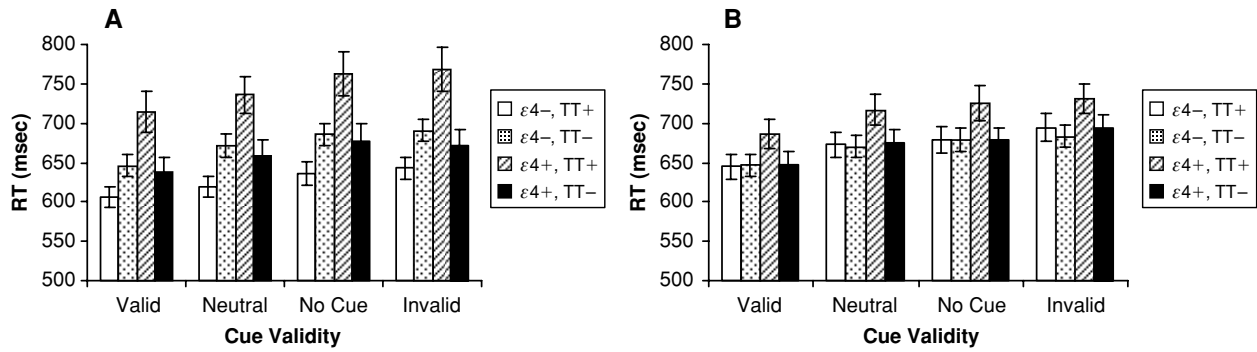 A
800
750
700
650
600
550
500
RT (msec)
Valid
Neutral
No Cue
Invalid
Cue Validity
ε4−, TT+
ε4−, TT−
ε4+, TT+
ε4+, TT−
B
800
750
700
650
600
550
500
RT (msec)
Valid
Neutral
No Cue
Invalid
Cue Validity
ε4−, TT+
ε4−, TT−
ε4+, TT+
ε4+, TT−